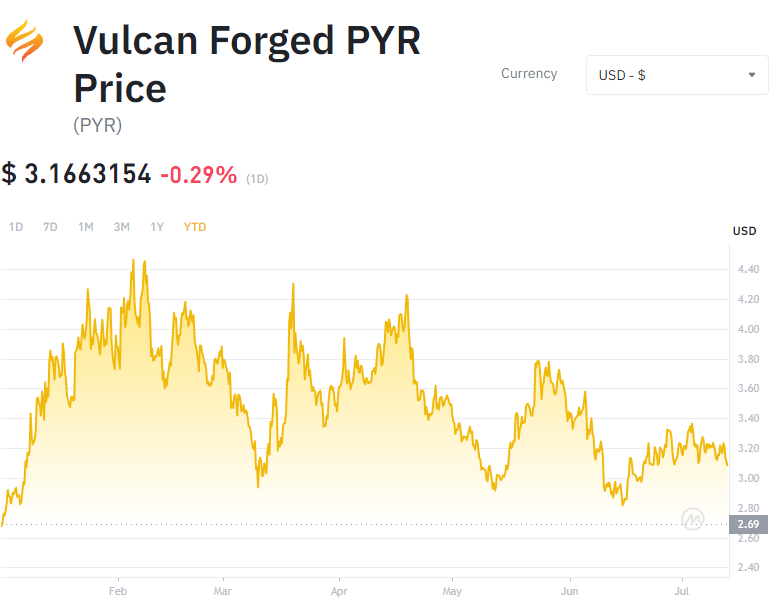 Vulcan Forged PYR
Price
(PYR)
Currency
USD - $
$ 3.1663154 -0.29% (1D)
1D 7D 1M 3M 1Y YTD
USD
4.40
4.20
4.00
3.80
3.60
3.40
3.20
3.00
2.80
2.69
2.60
2.40
Feb Mar Apr May Jun Jul